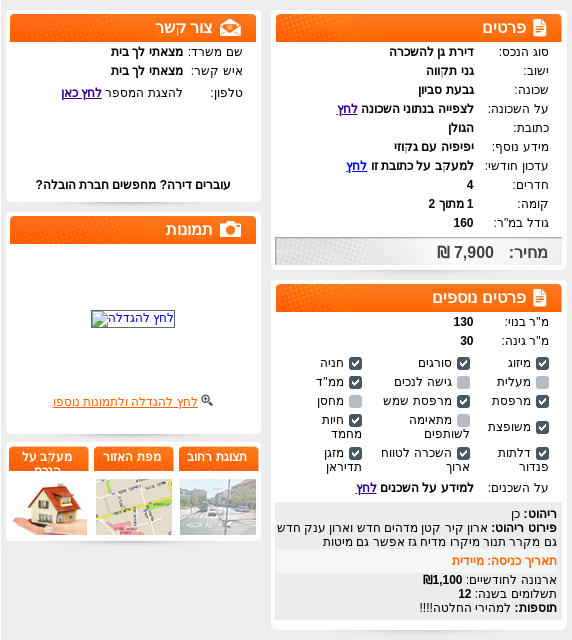 פרטים
סוג הנכס: דירת גן להשכרה
ישוב: גני תקווה
שכונה: גבעת סביון
על השכונה: לצפייה בנתוני השכונה לחץ
כתובת: הגולן
מידע נוסף: יפיפיה עם גקוזי
עדכון חודשי: למעקב על כתובת זו לחץ
חדרים: 4
קומה: 1 מתוך 2
גודל במ"ר: 160
מחיר: 7,900 ₪
פרטים נוספים
מ"ר בנוי: 130
מ"ר גינה: 30
מיזוג סורגים חניה
מעלית גישה לנכים ממ"ד
מרפסת מרפסת שמש מחסן
משופצת מתאימה לשותפים חיות מחמד
דלתות פנדור השכרה לטווח ארוך מזגן תדיראן
על השכנים: למידע על השכנים לחץ
ריהוט: כן
פירוט ריהוט: ארון קיר קטן מדהים חדש וארון ענק חדש
גם מקרר תנור מיקרו מדיח גז אפשר גם מיטות
תאריך כניסה: מיידית
ארנונה לחודשיים: 1,100₪
תשלומים בשנה: 12
תוספות: למהירי החלטה!!!!
צור קשר
שם משרד: מצאתי לך בית
איש קשר: מצאתי לך בית
טלפון: להצגת המספר לחץ כאן
עוברים דירה? מחפשים חברת הובלה?
תמונות
לחץ להגדלה
לחץ להגדלה ולתמונות נוספו
תצוגת רחוב
מפת האזור
מעקב על
הנכס